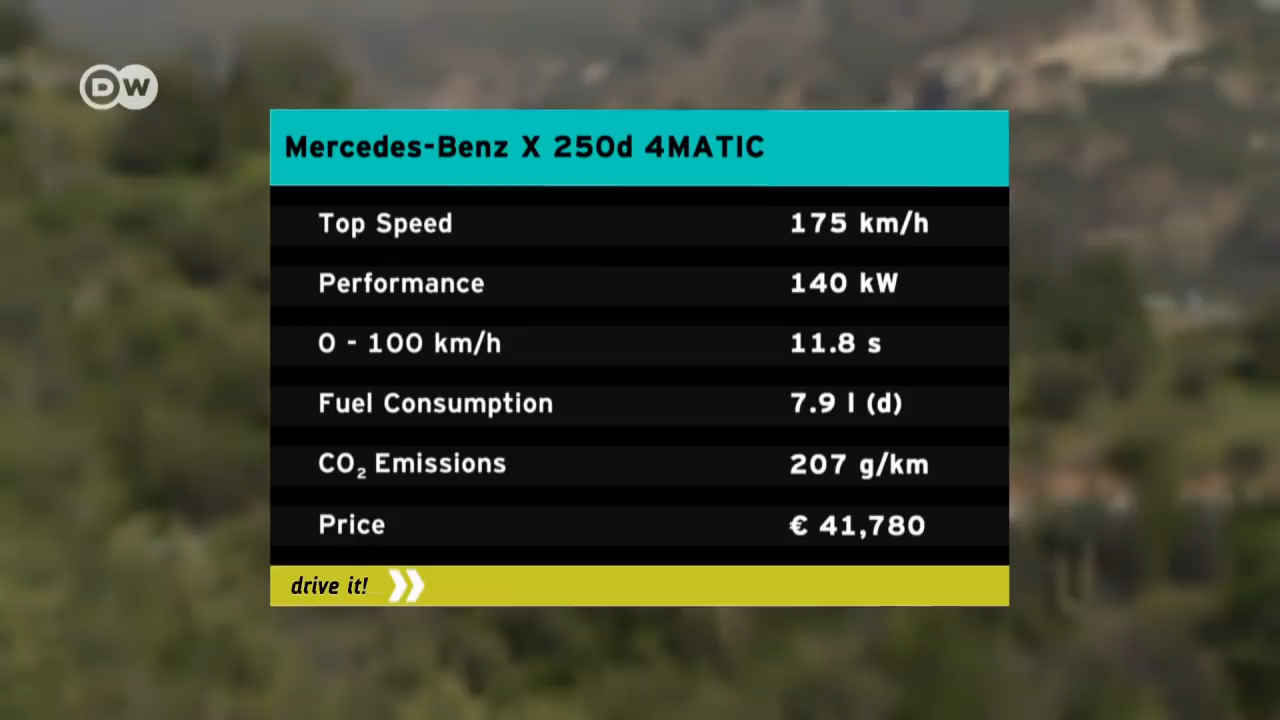 DW
Mercedes-Benz X 250d 4MATIC
Top Speed 175 km/h
Performance 140 kW
0 - 100 km/h 11.8 s
Fuel Consumption 7.9 l (d)
CO₂ Emissions 207 g/km
Price € 41,780
drive it!